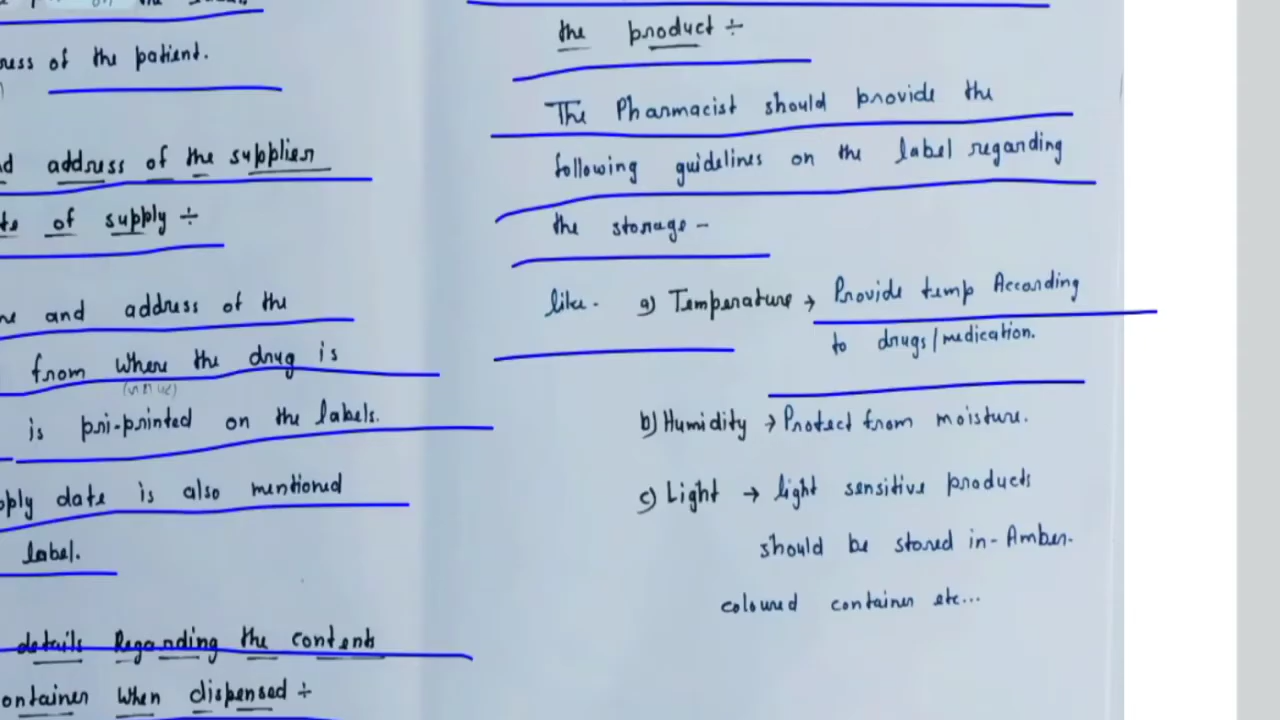 ress of the patient.
address of the supplier
of supply ÷
and address of the
from where the drug is
is pri-printed on the labels.
date is also mentioned
label.
details Regarding the contents
ontainer when dispensed ÷
the product ÷
The Pharmacist should provide the
following guidelines on the label regarding
the storage -
like - a) Temperature → Provide temp According
to drugs/medication.
b) Humidity → Protect from moisture.
c) Light → light sensitive products
should be stored in - Amber-
coloured container etc...